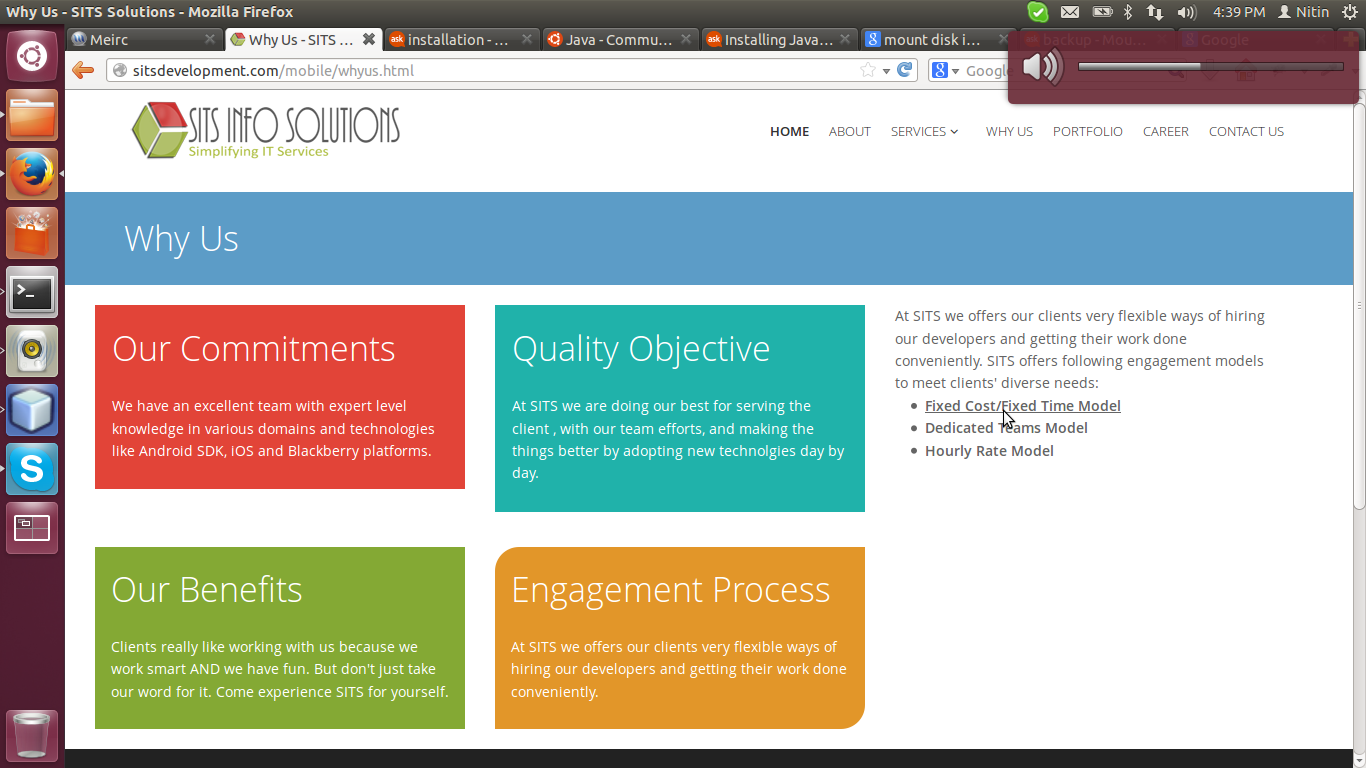 Why Us - SITS Solutions - Mozilla Firefox
4:39 PM
Nitin
Meirc
Why Us - SITS ...
installation - ...
Java - Commu...
Installing Java...
mount disk i...
backup - Mou...
Google
sitsdevelopment.com/mobile/whyus.html
Google
SITS INFO SOLUTIONS
Simplifying IT Services
HOME
ABOUT
SERVICES
WHY US
PORTFOLIO
CAREER
CONTACT US
Why Us
Our Commitments
We have an excellent team with expert level
knowledge in various domains and technologies
like Android SDK, iOS and Blackberry platforms.
Quality Objective
At SITS we are doing our best for serving the
client , with our team efforts, and making the
things better by adopting new technolgies day by
day.
At SITS we offers our clients very flexible ways of hiring
our developers and getting their work done
conveniently. SITS offers following engagement models
to meet clients' diverse needs:
Fixed Cost/Fixed Time Model
Dedicated Teams Model
Hourly Rate Model
Our Benefits
Clients really like working with us because we
work smart AND we have fun. But don't just take
our word for it. Come experience SITS for yourself.
Engagement Process
At SITS we offers our clients very flexible ways of
hiring our developers and getting their work done
conveniently.